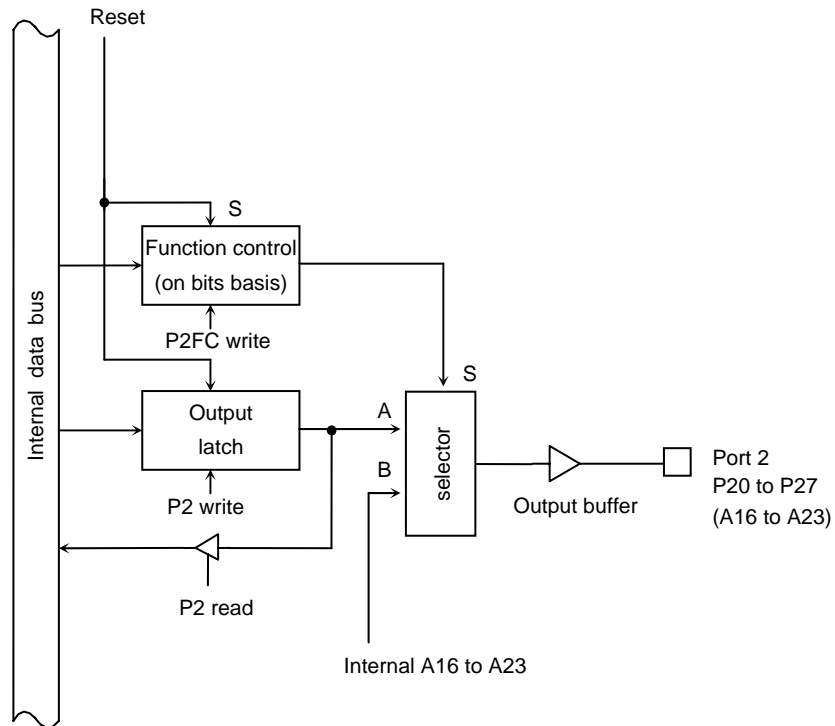 Reset
S
Function control
(on bits basis)
P2FC write
Internal data bus
S
Output
latch
A
B
selector
P2 write
Output buffer
Port 2
P20 to P27
(A16 to A23)
P2 read
Internal A16 to A23